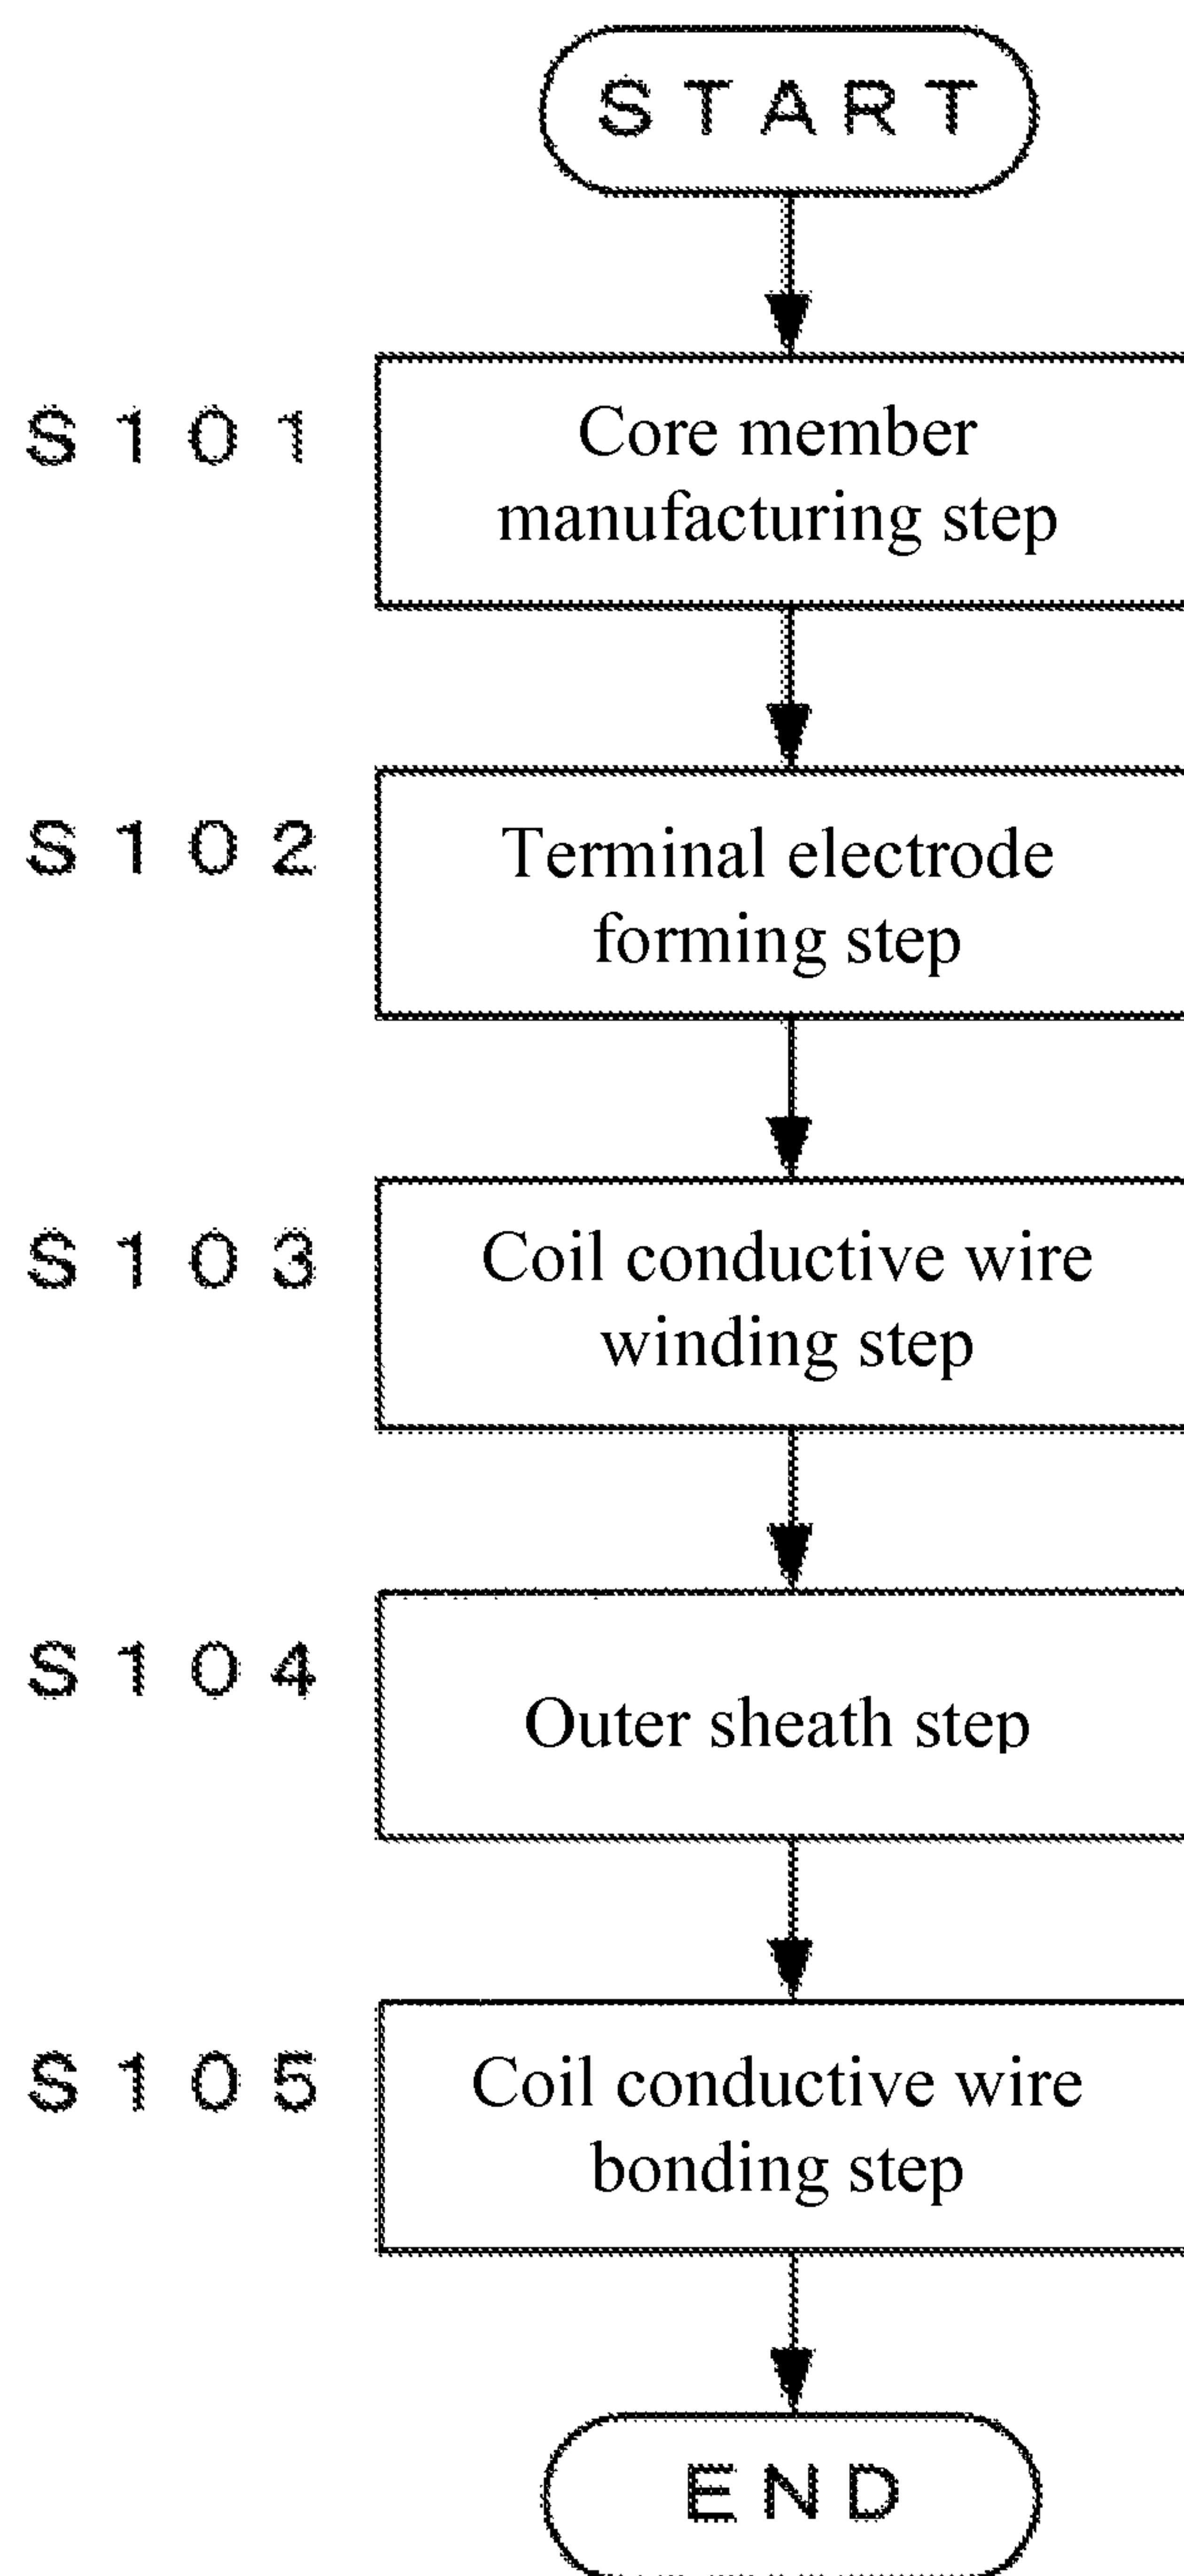 START
S101
Core member
manufacturing step
S102
Terminal electrode
forming step
S103
Coil conductive wire
winding step
S104
Outer sheath step
S105
Coil conductive wire
bonding step
END